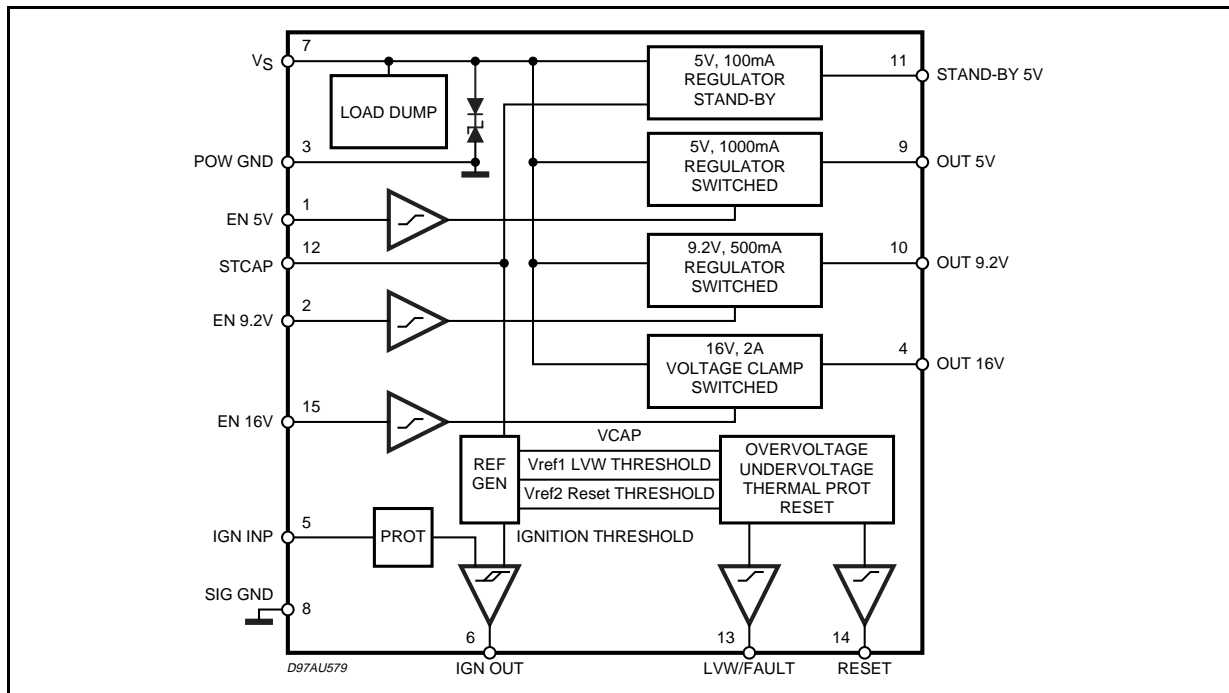 7
VS
5V, 100mA
REGULATOR
STAND-BY
11
STAND-BY 5V
LOAD DUMP
3
POW GND
5V, 1000mA
REGULATOR
SWITCHED
9
OUT 5V
1
EN 5V
12
STCAP
9.2V, 500mA
REGULATOR
SWITCHED
10
OUT 9.2V
2
EN 9.2V
16V, 2A
VOLTAGE CLAMP
SWITCHED
4
OUT 16V
15
EN 16V
REF
GEN
VCAP
Vref1 LVW THRESHOLD
Vref2 Reset THRESHOLD
OVERVOLTAGE
UNDERVOLTAGE
THERMAL PROT
RESET
5
IGN INP
PROT
IGNITION THRESHOLD
SIG GND
8
6
13
14
D97AU579
IGN OUT
LVW/FAULT
RESET